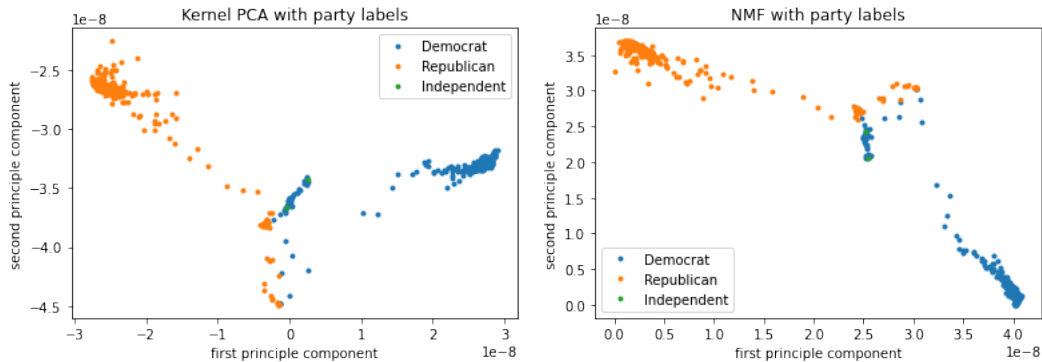 Kernel PCA with party labels
1e−8
Democrat
Republican
Independent
−2.5
−3.0
−3.5
−4.0
−4.5
second principle component
−3 −2 −1 0 1 2 3
first principle component
1e−8
NMF with party labels
1e−8
3.5
3.0
2.5
2.0
1.5
1.0
0.5
0.0
second principle component
Democrat
Republican
Independent
0.0 0.5 1.0 1.5 2.0 2.5 3.0 3.5 4.0
first principle component
1e−8